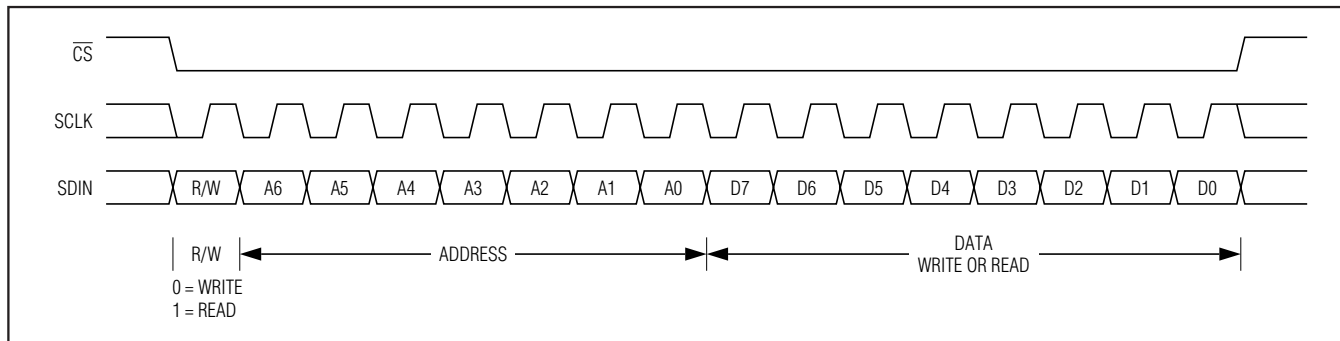 CS
SCLK
SDIN R/W A6 A5 A4 A3 A2 A1 A0 D7 D6 D5 D4 D3 D2 D1 D0
R/W ADDRESS DATA
WRITE OR READ
0 = WRITE
1 = READ